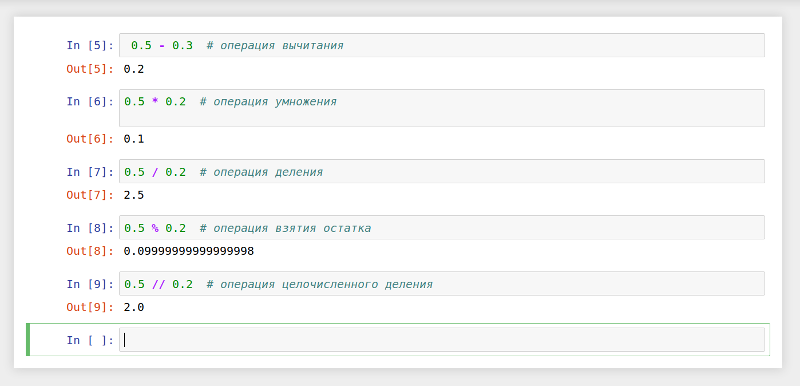 In [5]: 0.5 - 0.3 # операция вычитания
Out[5]: 0.2
In [6]: 0.5 * 0.2 # операция умножения
Out[6]: 0.1
In [7]: 0.5 / 0.2 # операция деления
Out[7]: 2.5
In [8]: 0.5 % 0.2 # операция взятия остатка
Out[8]: 0.09999999999999998
In [9]: 0.5 // 0.2 # операция целочисленного деления
Out[9]: 2.0
In [ ]: